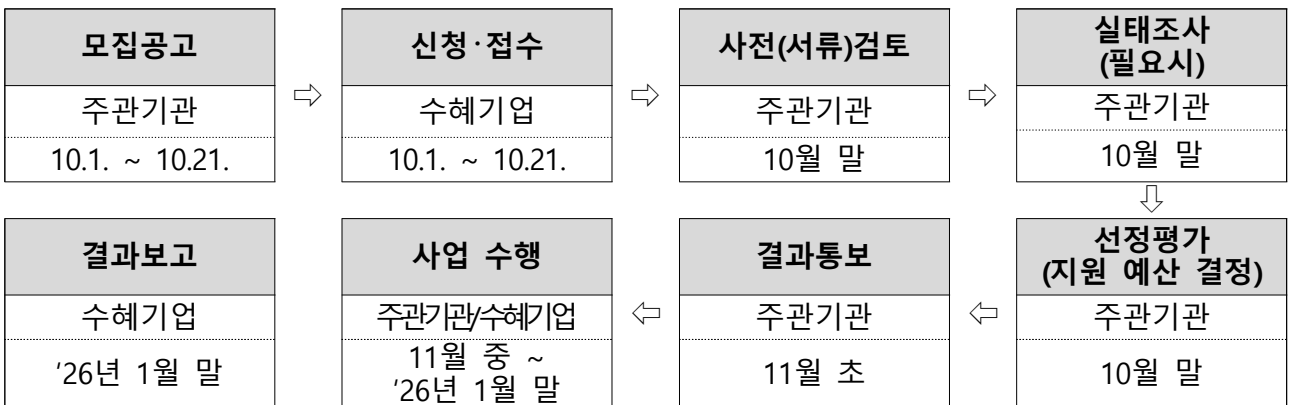 모집공고
주관기관
10.1. ~ 10.21.
⇨
신청·접수
수혜기업
10.1. ~ 10.21.
⇨
사전(서류)검토
주관기관
10월 말
⇨
실태조사
(필요시)
주관기관
10월 말
⇩
선정평가
(지원 예산 결정)
주관기관
10월 말
⇦
결과통보
주관기관
11월 초
⇦
사업 수행
주관기관/수혜기업
11월 중 ~
'26년 1월 말
결과보고
수혜기업
'26년 1월 말